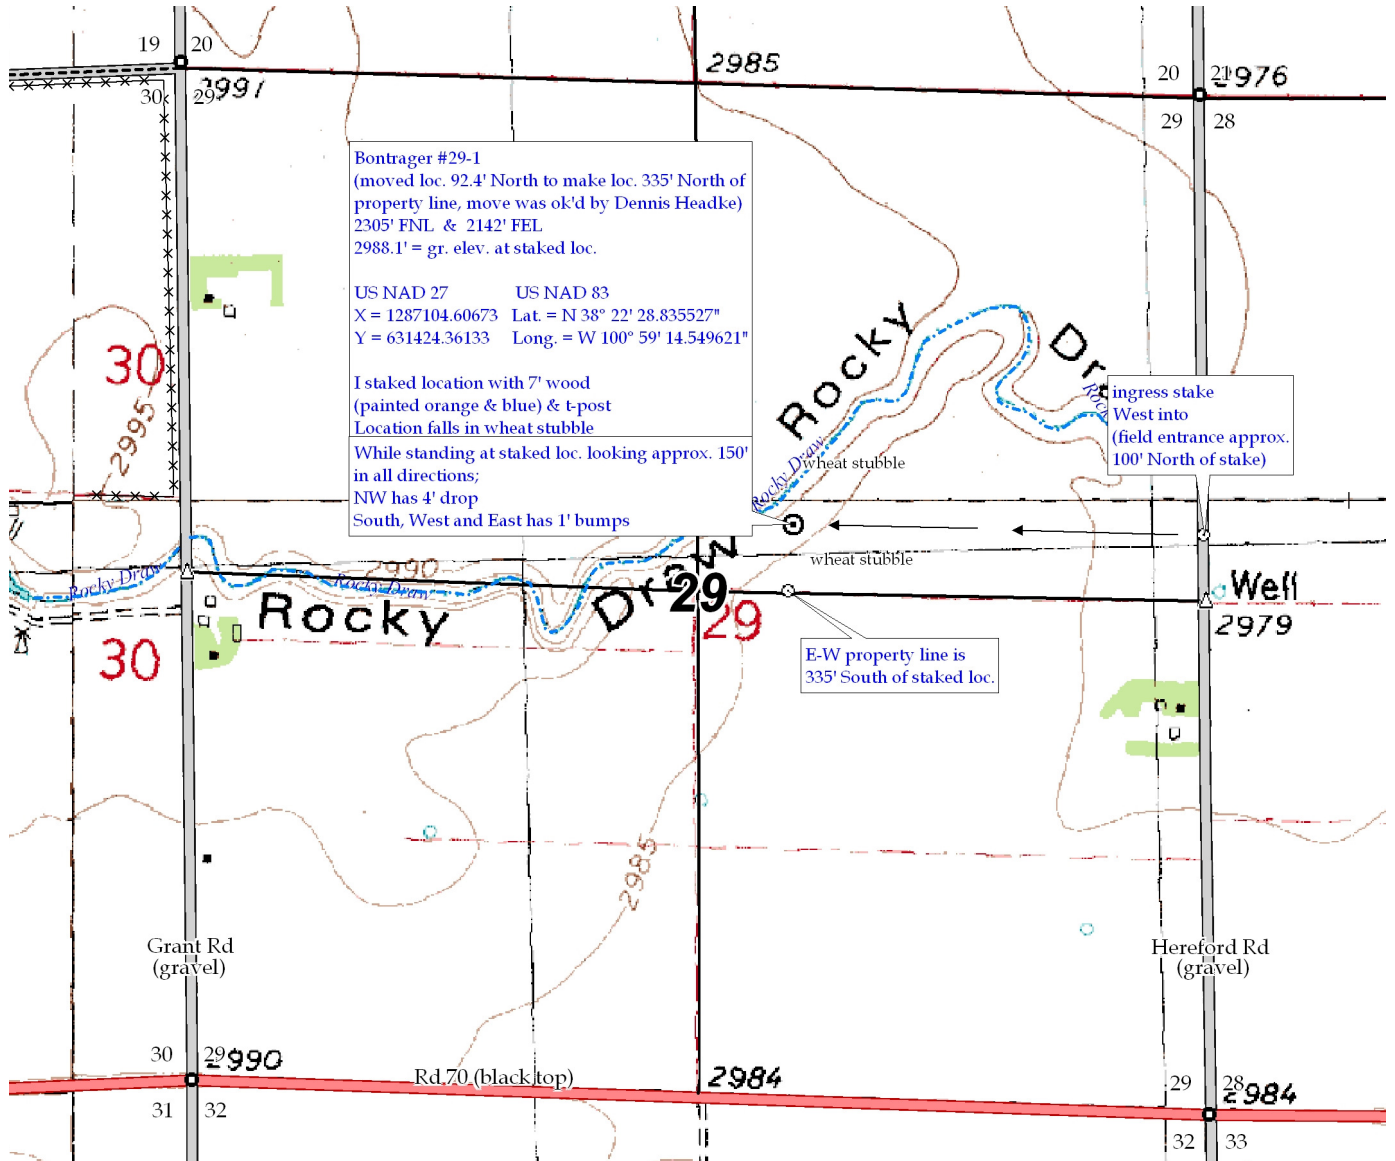 19 20
2991
30 29
2985
20 21
2976
29 28
Bontrager #29-1
(moved loc. 92.4' North to make loc. 335' North of
property line, move was ok'd by Dennis Headke)
2305' FNL & 2142' FEL
2988.1' = gr. elev. at staked loc.
US NAD 27 US NAD 83
X = 1287104.60673 Lat. = N 38° 22' 28.835527"
Y = 631424.36133 Long. = W 100° 59' 14.549621"
I staked location with 7' wood
(painted orange & blue) & t-post
Location falls in wheat stubble
While standing at staked loc. looking approx. 150'
in all directions;
NW has 4' drop
South, West and East has 1' bumps
30
2995
Rocky
Rocky Draw
wheat stubble
ingress stake
West into
(field entrance approx.
100' North of stake)
wheat stubble
Rocky Draw
2990
Rocky Draw
Rocky
Draw
29
29
Well
2979
30
E-W property line is
335' South of staked loc.
2985
Grant Rd
(gravel)
Hereford Rd
(gravel)
30 29
2990
Rd 70 (black top)
2984
29 28
2984
31 32
32 33